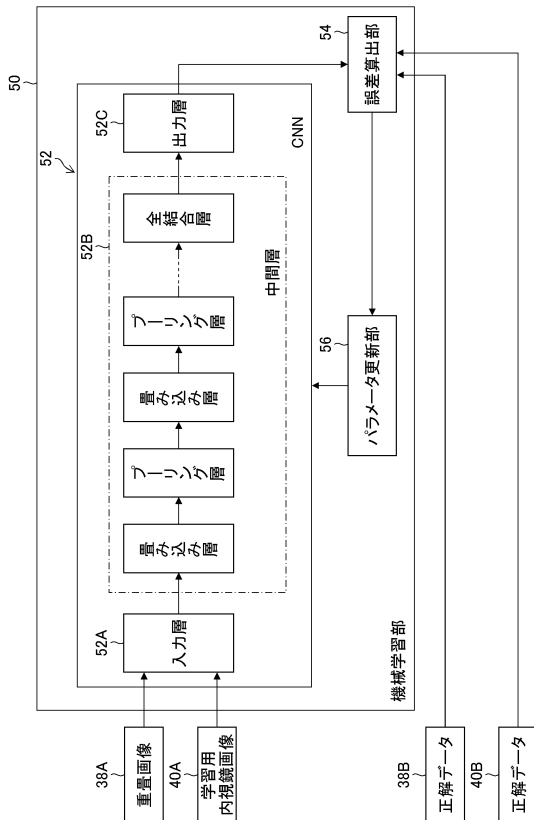 50
52
52A
入力層
52B
畳み込み層
プーリング層
畳み込み層
プーリング層
全結合層
中間層
52C
出力層
CNN
54
誤差算出部
56
パラメータ更新部
機械学習部
38A
重畳画像
40A
学習用
内視鏡画像
38B
正解データ
40B
正解データ